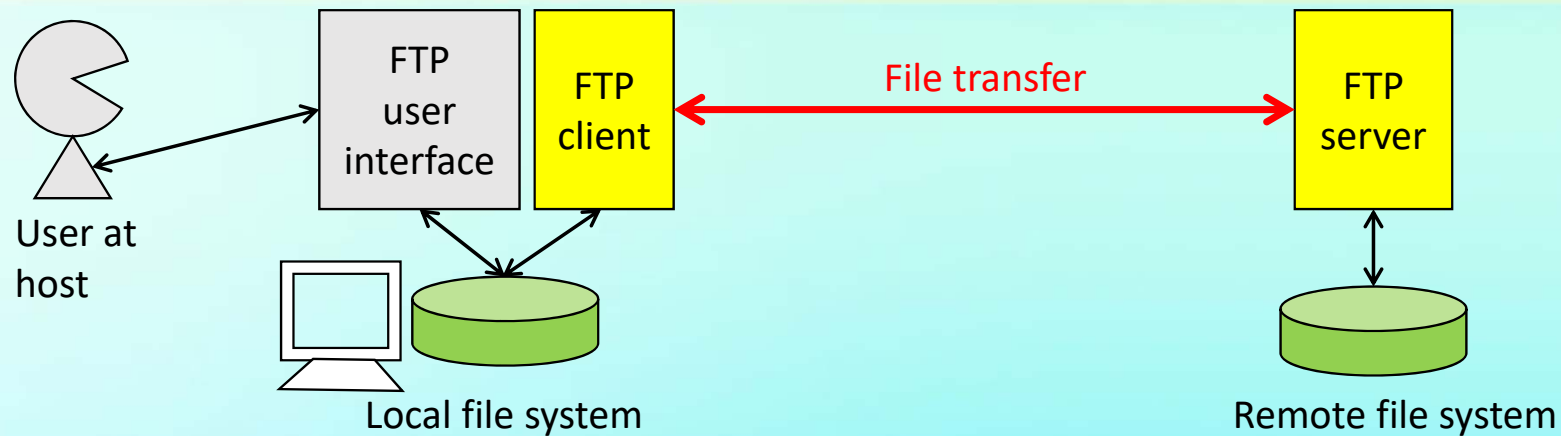 FTP
user
interface
FTP
client
File transfer
FTP
server
User at
host
Local file system
Remote file system